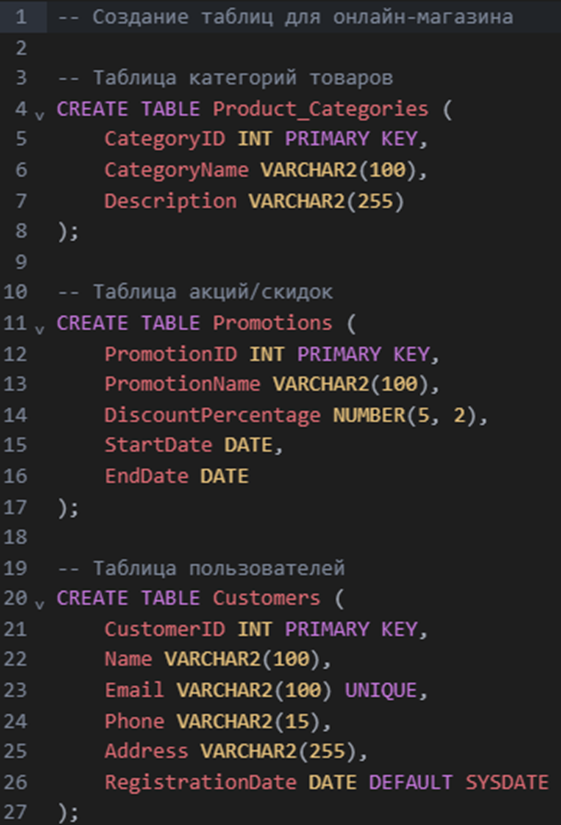 1 -- Создание таблиц для онлайн-магазина
2
3 -- Таблица категорий товаров
4 CREATE TABLE Product_Categories (
5 CategoryID INT PRIMARY KEY,
6 CategoryName VARCHAR2(100),
7 Description VARCHAR2(255)
8 );
9
10 -- Таблица акций/скидок
11 CREATE TABLE Promotions (
12 PromotionID INT PRIMARY KEY,
13 PromotionName VARCHAR2(100),
14 DiscountPercentage NUMBER(5, 2),
15 StartDate DATE,
16 EndDate DATE
17 );
18
19 -- Таблица пользователей
20 CREATE TABLE Customers (
21 CustomerID INT PRIMARY KEY,
22 Name VARCHAR2(100),
23 Email VARCHAR2(100) UNIQUE,
24 Phone VARCHAR2(15),
25 Address VARCHAR2(255),
26 RegistrationDate DATE DEFAULT SYSDATE
27 );